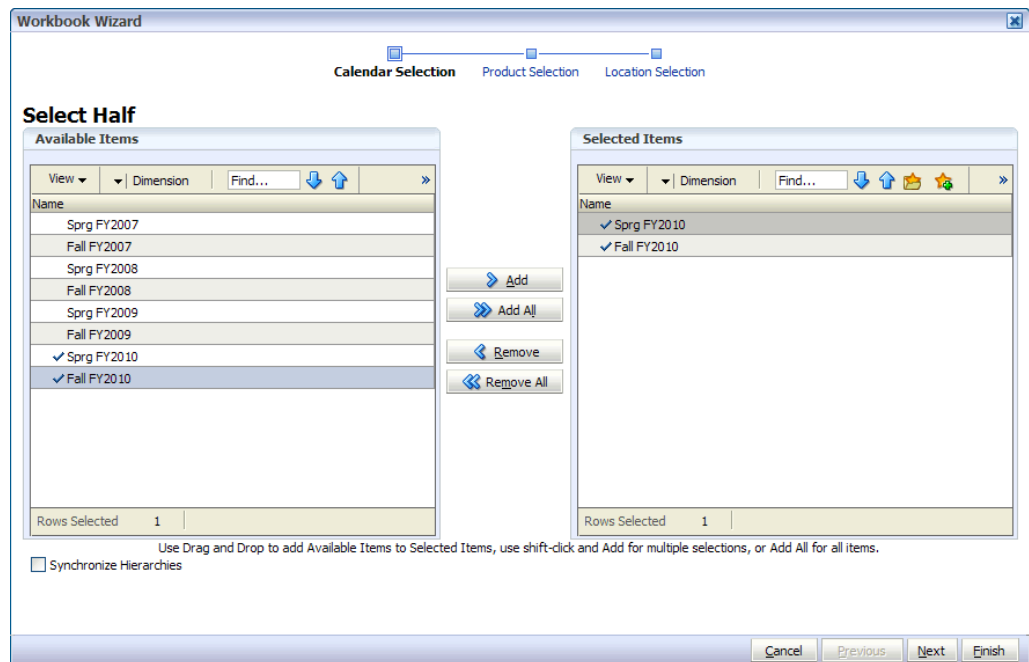 Workbook Wizard
Calendar Selection Product Selection Location Selection
Select Half
Available Items
View Dimension Find... »
Name
Sprg FY2007
Fall FY2007
Sprg FY2008
Fall FY2008
Sprg FY2009
Fall FY2009
Sprg FY2010
Fall FY2010
Rows Selected 1
Add
Add All
Remove
Remove All
Selected Items
View Dimension Find... »
Name
Sprg FY2010
Fall FY2010
Rows Selected 1
Use Drag and Drop to add Available Items to Selected Items, use shift-click and Add for multiple selections, or Add All for all items.
Synchronize Hierarchies
Cancel Previous Next Finish